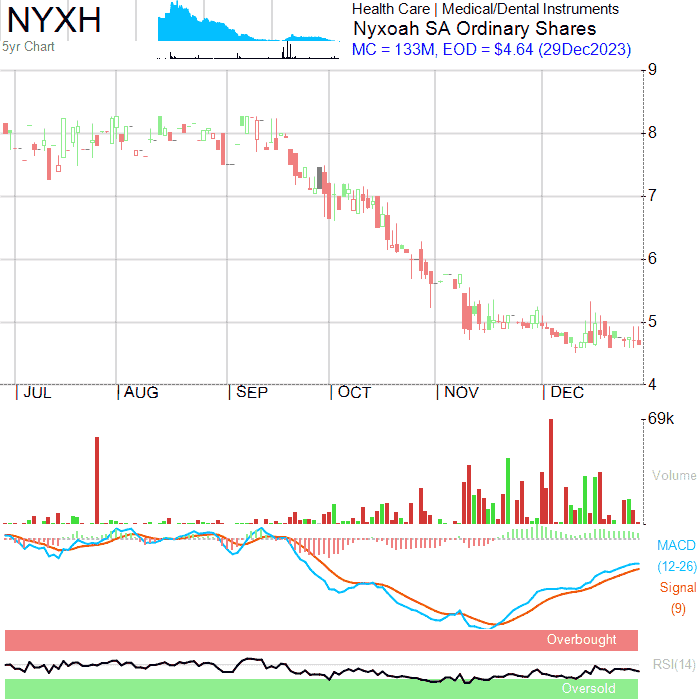 NYXH
5yr Chart
Health Care | Medical/Dental Instruments
Nyxoah SA Ordinary Shares
MC = 133M, EOD = $4.64 (29Dec2023)
9
8
7
6
5
4
JUL AUG SEP OCT NOV DEC
69k
Volume
MACD
(12-26)
Signal
(9)
Overbought
RSI(14)
Oversold